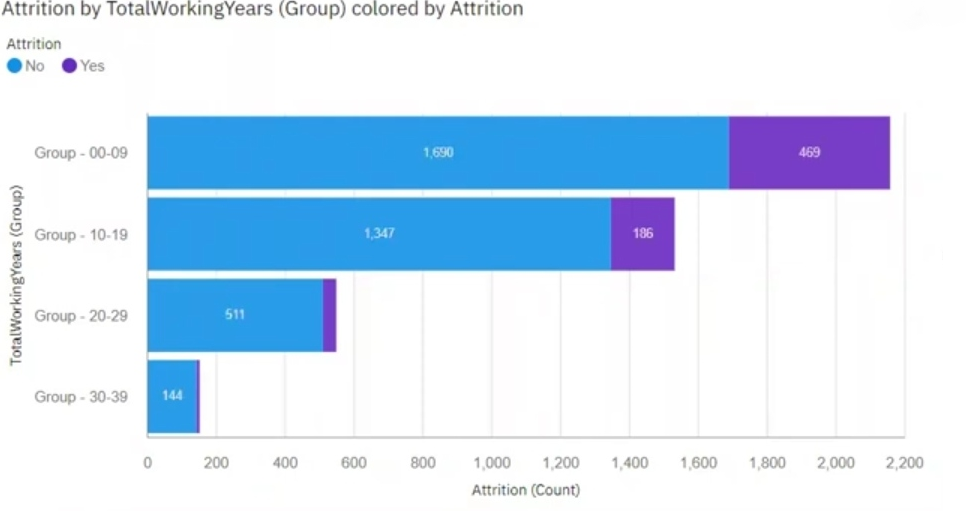 Attrition by TotalWorkingYears (Group) colored by Attrition
Attrition
No Yes
TotalWorkingYears (Group)
Group - 00-09 1,690 469
Group - 10-19 1,347 186
Group - 20-29 511
Group - 30-39 144
0 200 400 600 800 1,000 1,200 1,400 1,600 1,800 2,000 2,200
Attrition (Count)